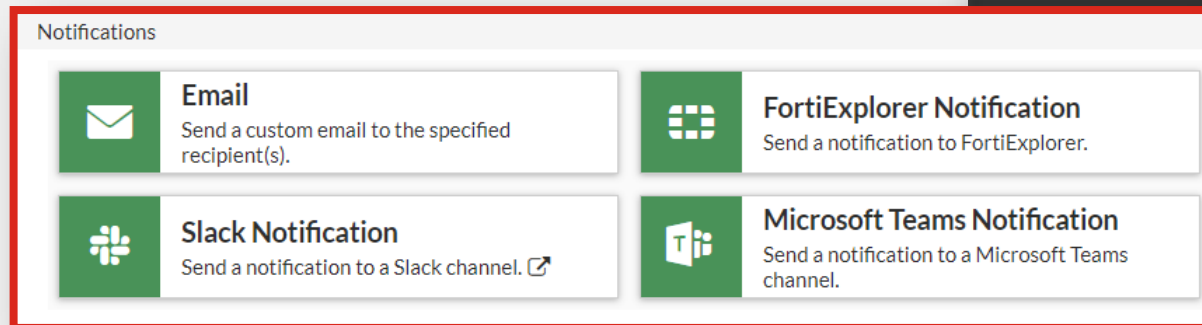 Notifications
Email
Send a custom email to the specified
recipient(s).
FortiExplorer Notification
Send a notification to FortiExplorer.
Slack Notification
Send a notification to a Slack channel.
Microsoft Teams Notification
Send a notification to a Microsoft Teams
channel.
T